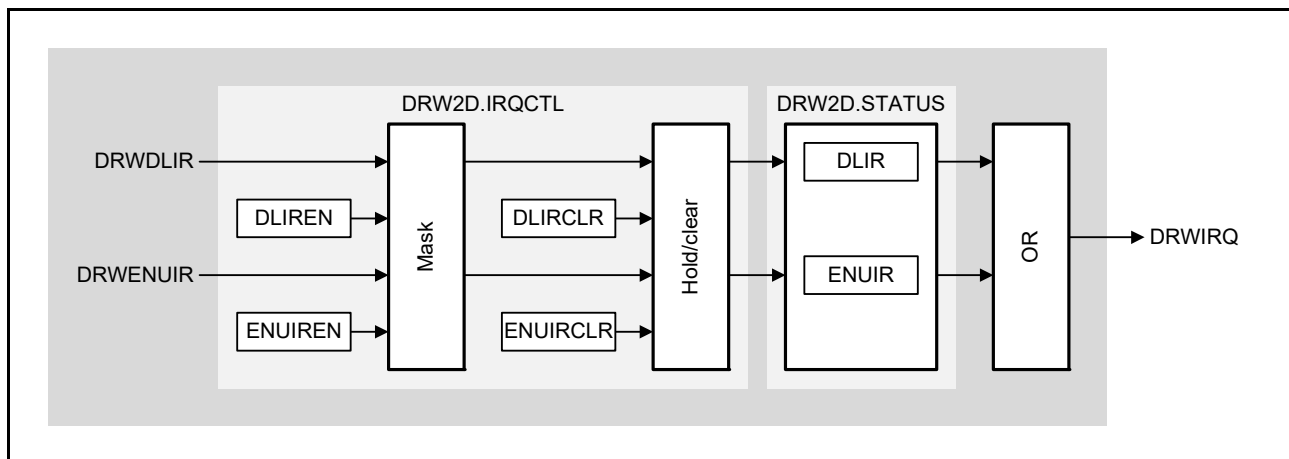 DRW2D.IRQCTL
DRW2D.STATUS
DRWDLIR
DLIR
DLIREN
DLIRCLR
Mask
Hold/clear
OR
DRWIRQ
DRWENUIR
ENUIR
ENUIREN
ENUIRCLR